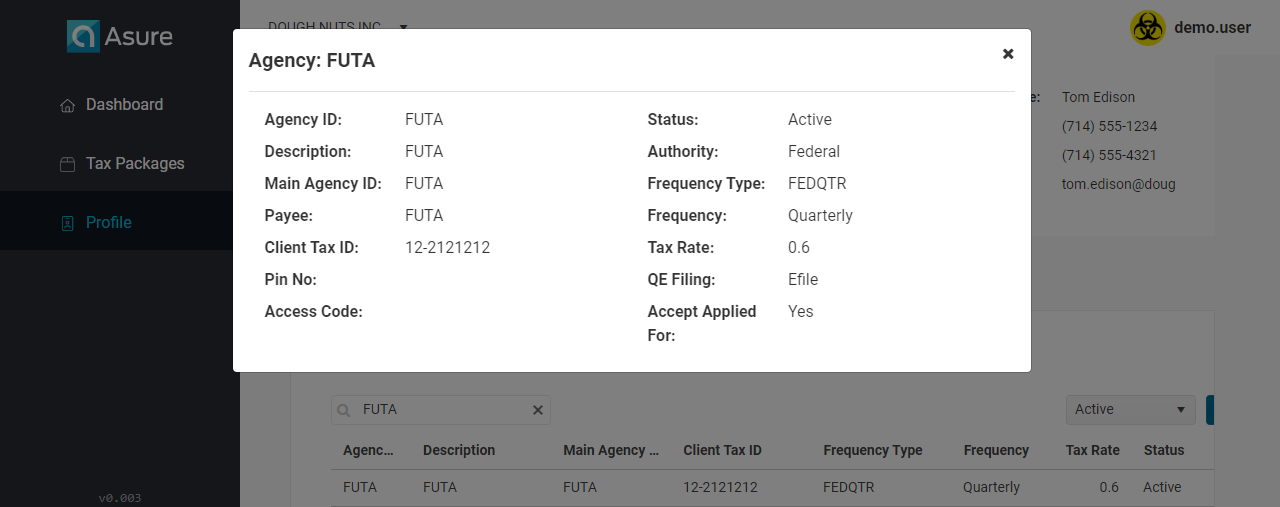 Asure
DOUGH NUTS INC
demo.user
Dashboard
Tax Packages
Profile
v0.003
Agency: FUTA
Agency ID: FUTA
Status: Active
Description: FUTA
Authority: Federal
Main Agency ID: FUTA
Frequency Type: FEDQTR
Payee: FUTA
Frequency: Quarterly
Client Tax ID: 12-2121212
Tax Rate: 0.6
Pin No:
QE Filing: Efile
Access Code:
Accept Applied For: Yes
e: Tom Edison
(714) 555-1234
(714) 555-4321
tom.edison@doug
FUTA
Active
Agenc... Description Main Agency ... Client Tax ID Frequency Type Frequency Tax Rate Status
FUTA FUTA FUTA 12-2121212 FEDQTR Quarterly 0.6 Active